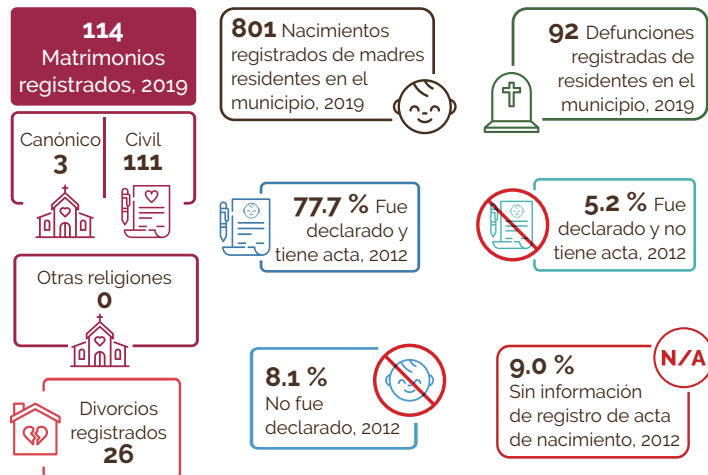 114
Matrimonios
registrados, 2019
Canónico
3
Civil
111
Otras religiones
0
Divorcios
registrados
26
801 Nacimientos
registrados de madres
residentes en el
municipio, 2019
92 Defunciones
registradas de
residentes en el
municipio, 2019
77.7 % Fue
declarado y
tiene acta, 2012
5.2 % Fue
declarado y no
tiene acta, 2012
8.1 %
No fue
declarado, 2012
N/A
9.0 %
Sin información
de registro de acta
de nacimiento, 2012